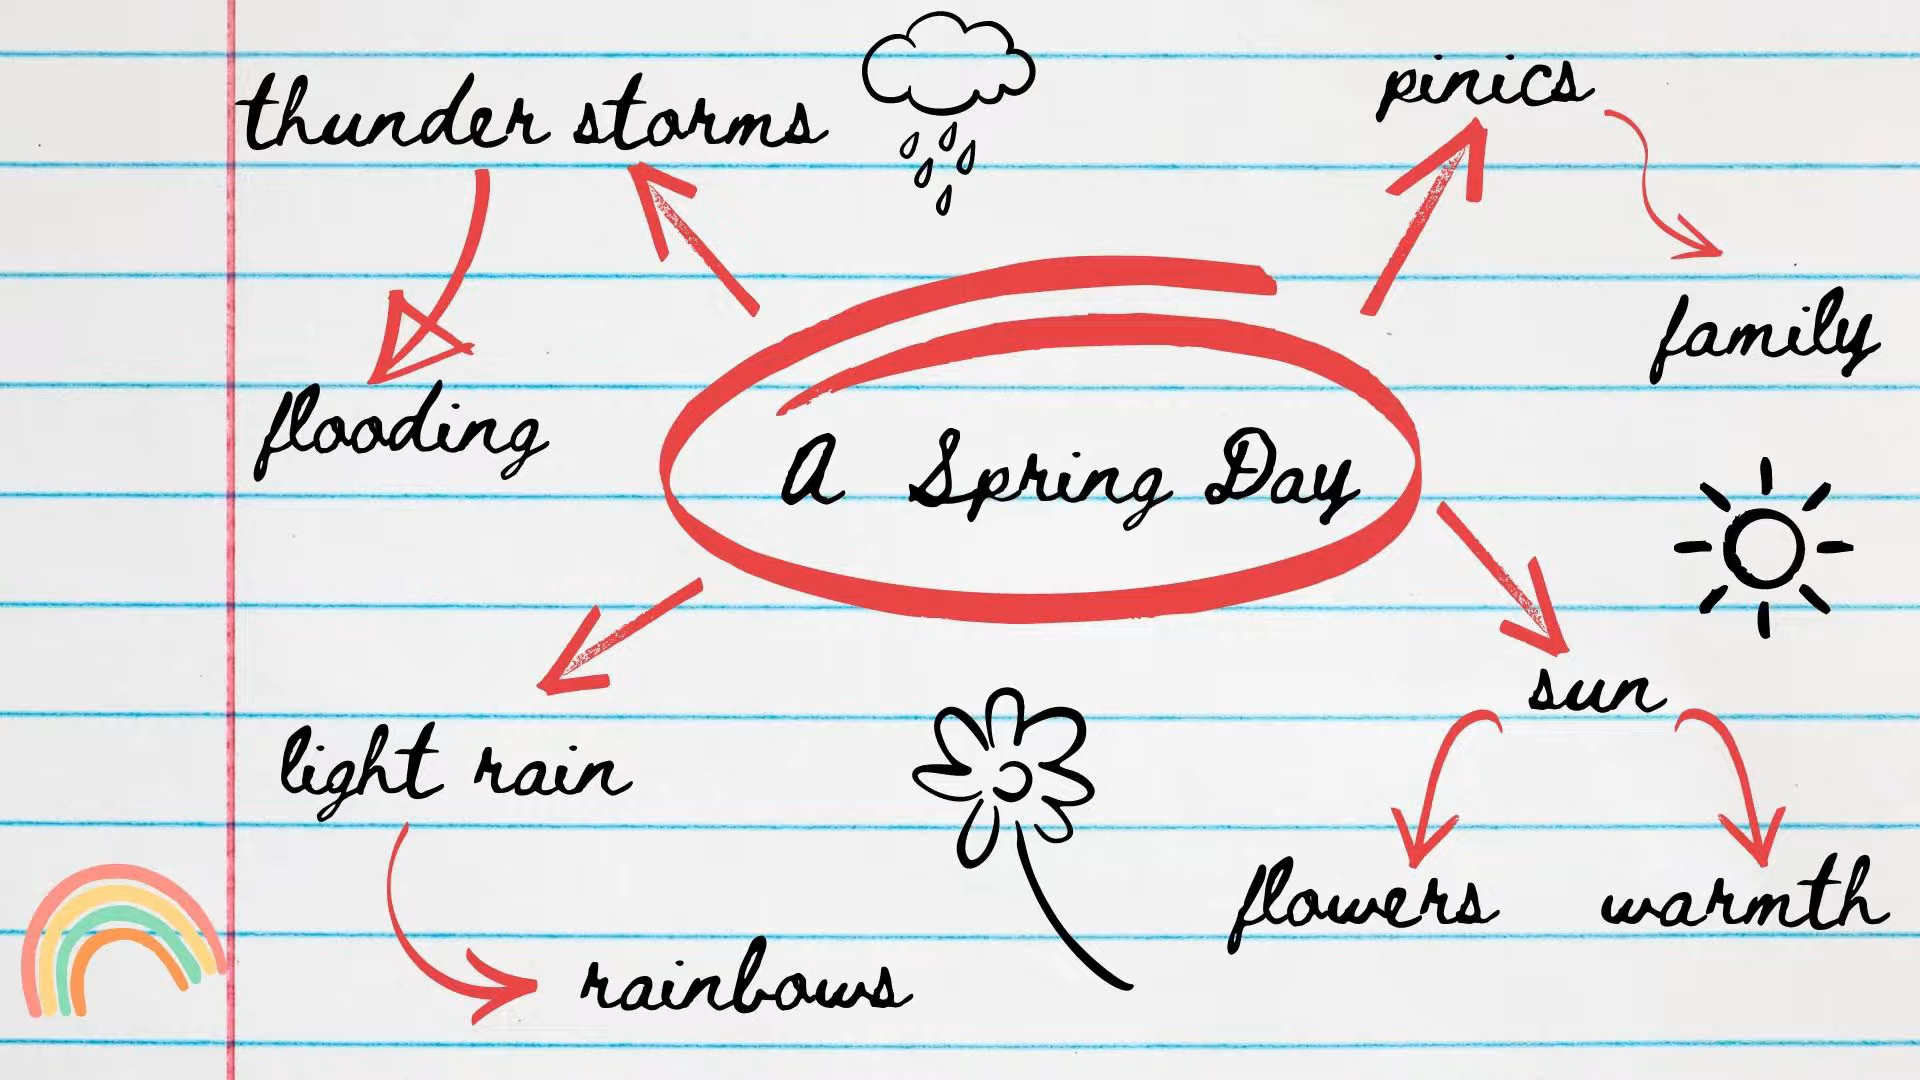 thunder storms
pinics
family
flooding
A Spring Day
sun
light rain
flowers
warmth
rainbows